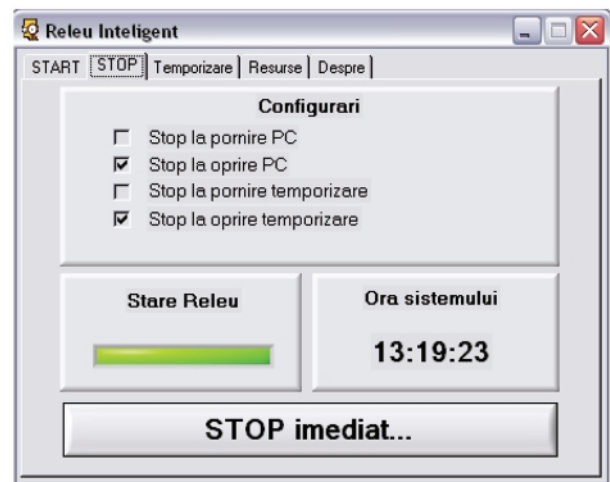 Releu Inteligent
START STOP Temporizare Resurse Despre
Configurari
Stop la pornire PC
Stop la oprire PC
Stop la pornire temporizare
Stop la oprire temporizare
Stare Releu
Ora sistemului
13:19:23
STOP imediat...